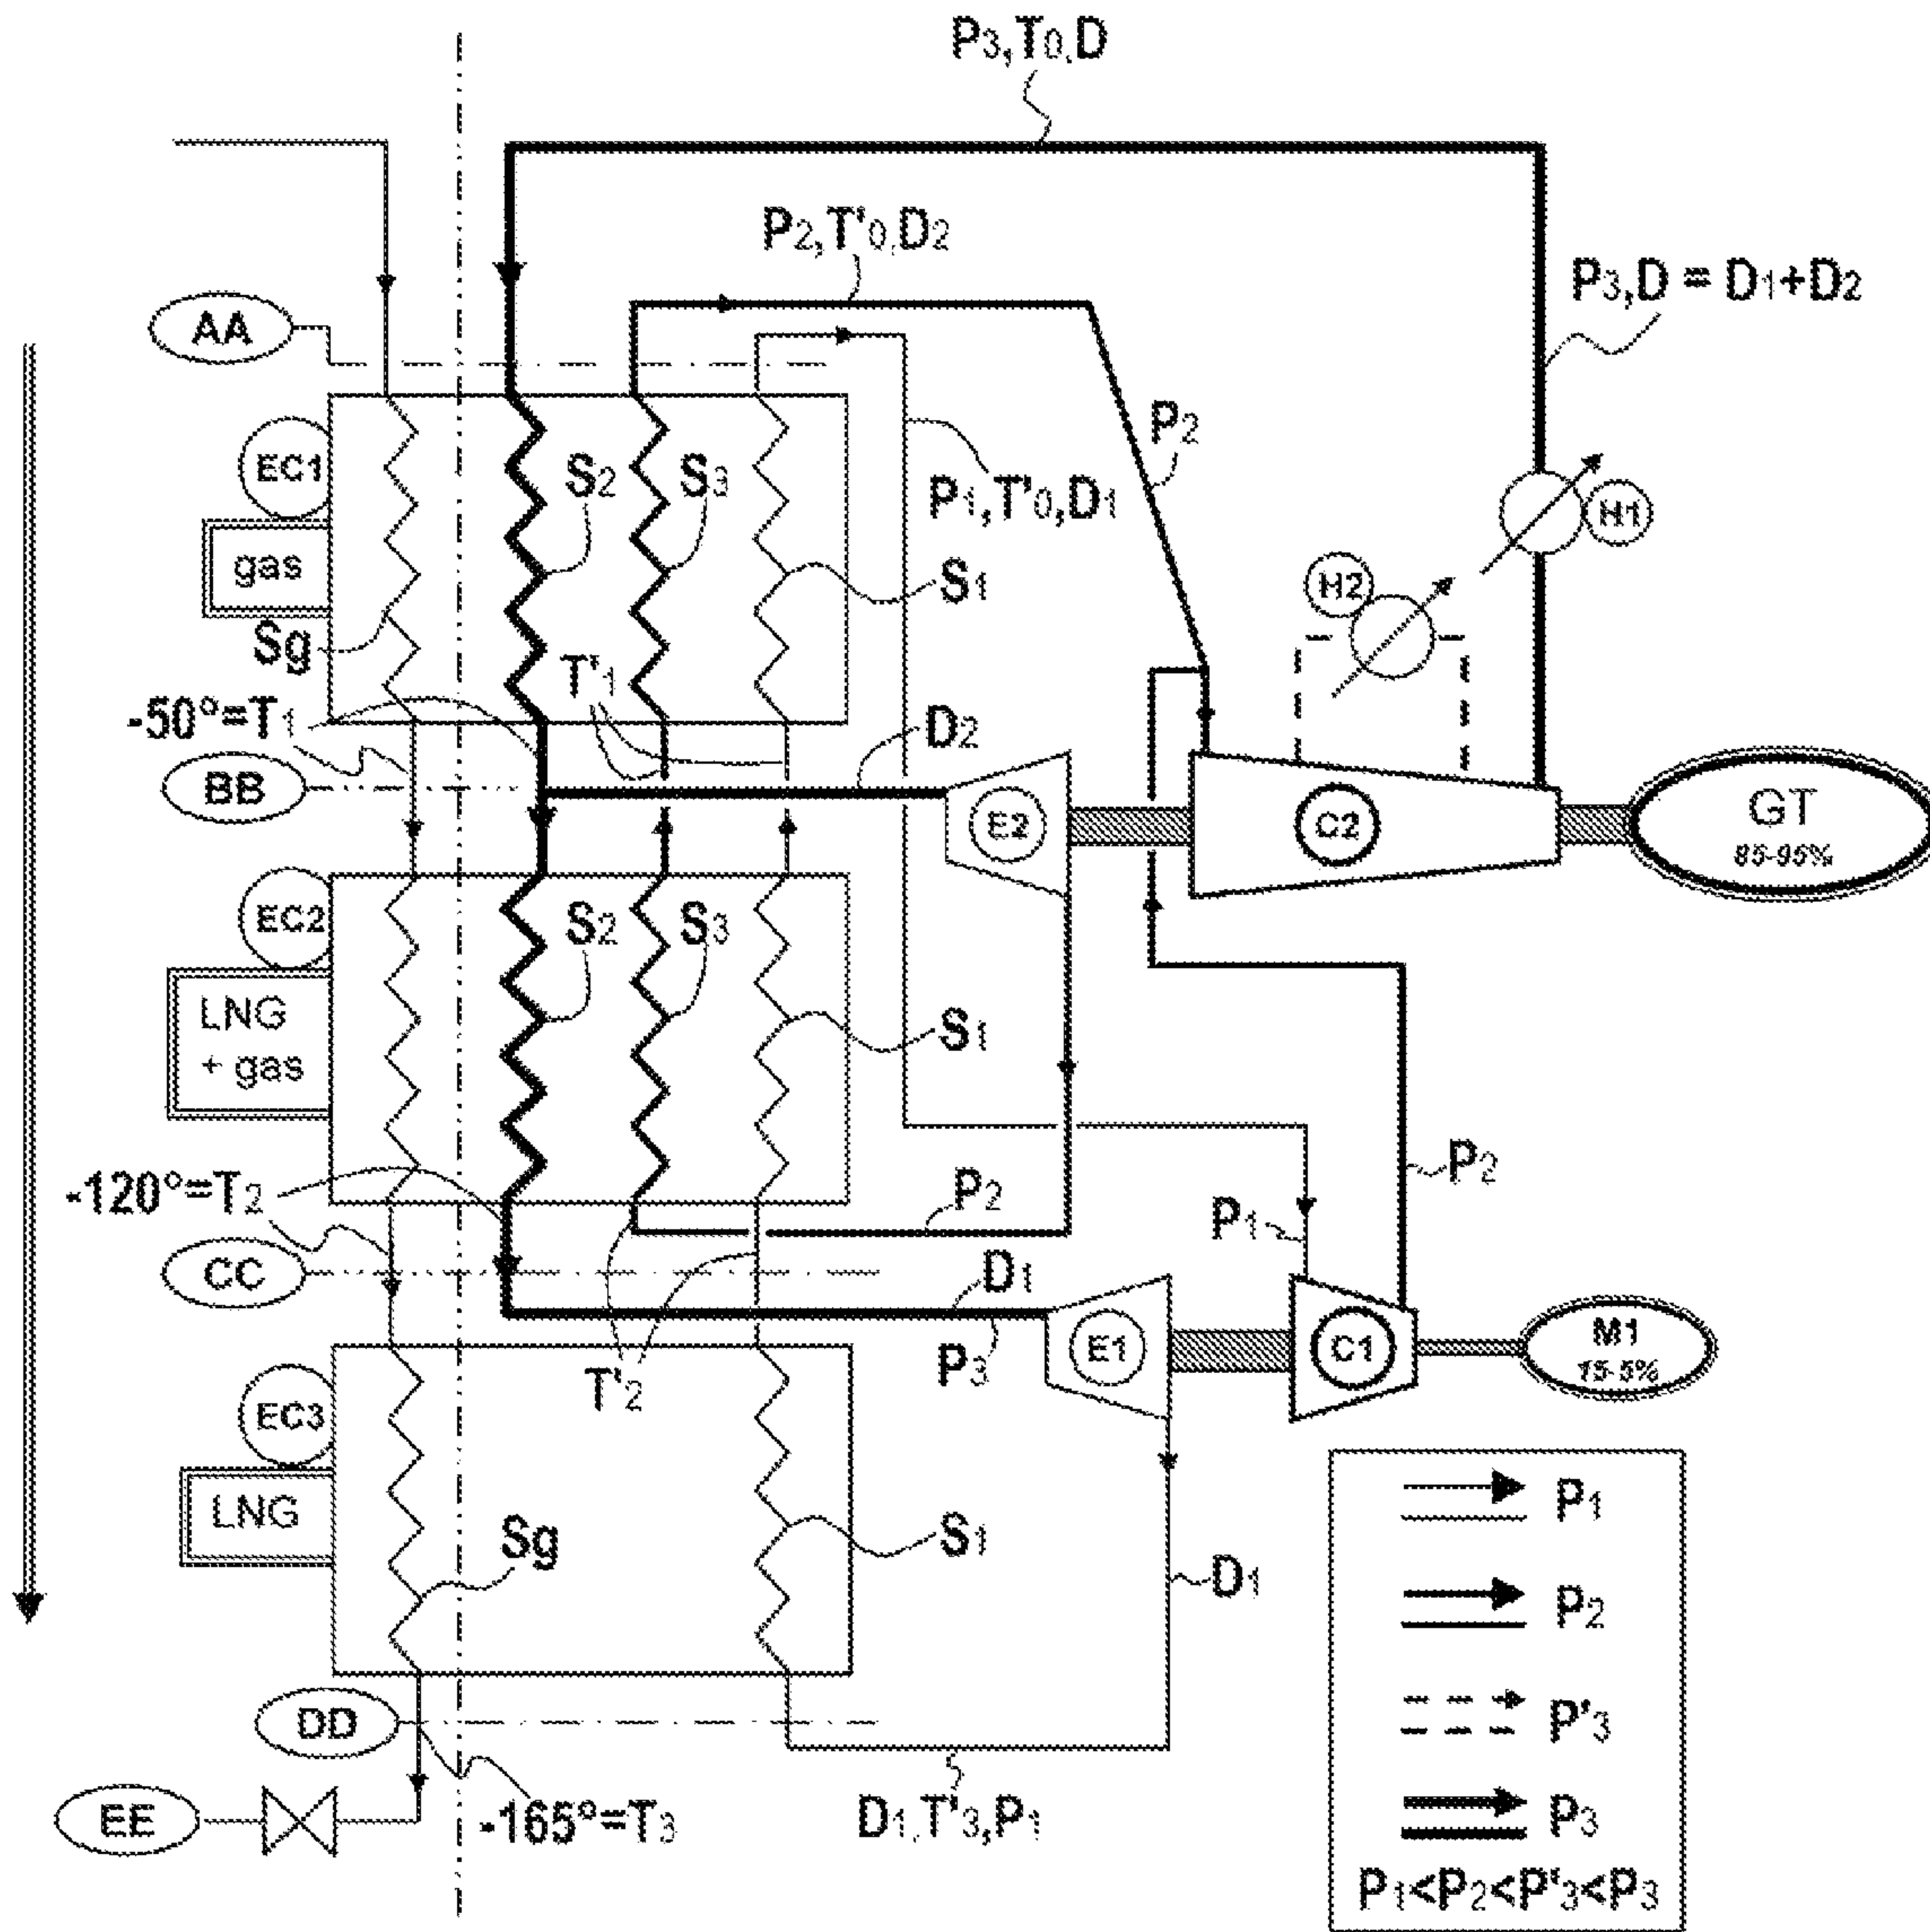 P3,T0,D
P2,T'0,D2
P3,D = D1+D2
AA
P2
EC1
S2
S3
P1,T'0,D1
H1
gas
H2
S1
Sg
T'1
-50°=T1
D2
BB
E2
C2
GT
85-95%
EC2
S2
S3
LNG
+ gas
S1
-120°=T2
P2
P2
P1
CC
D1
M1
15-5%
E1
C1
P3
T'2
EC3
P1
LNG
Sg
S1
D1
P2
DD
P'3
EE
-165°=T3
D1,T'3,P1
P3
P1<P2<P'3<P3